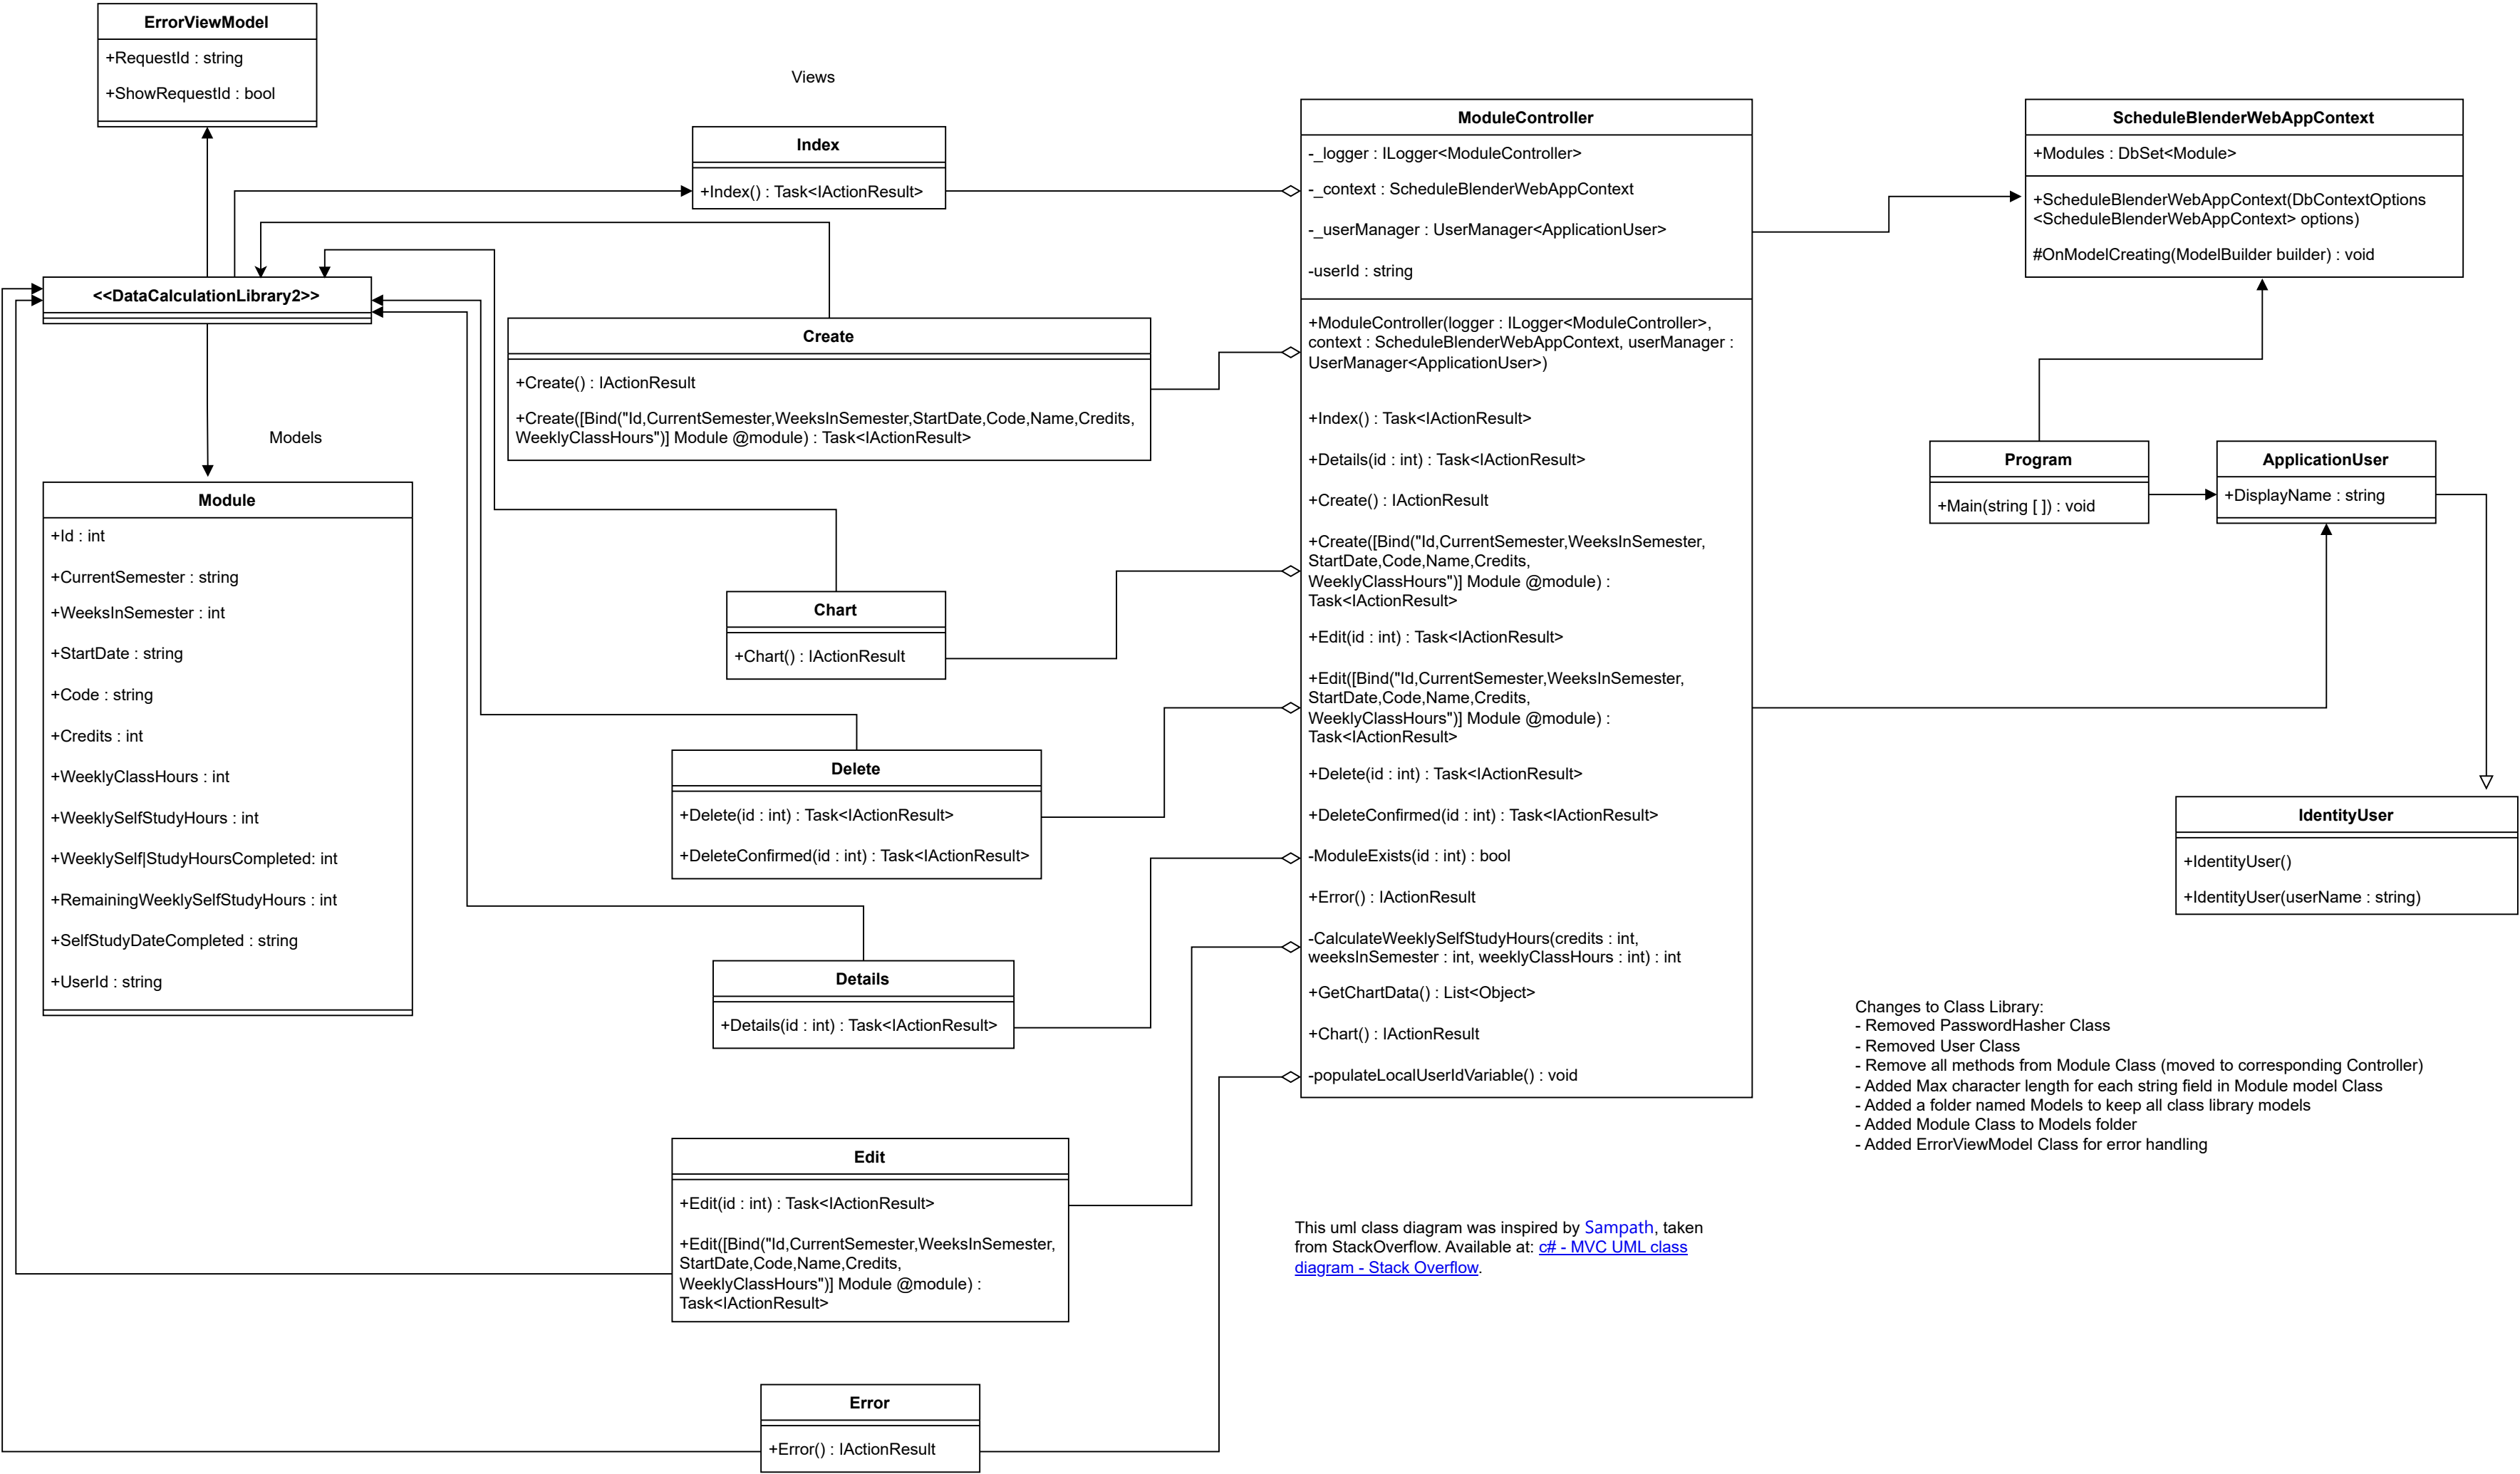 ErrorViewModel
+RequestId : string
+ShowRequestId : bool
Views
Index
+Index() : Task<IActionResult>
<<DataCalculationLibrary2>>
Create
+Create() : IActionResult
+Create([Bind("Id,CurrentSemester,WeeksInSemester,StartDate,Code,Name,Credits,
WeeklyClassHours")] Module @module) : Task<IActionResult>
Models
Module
+Id : int
+CurrentSemester : string
+WeeksInSemester : int
+StartDate : string
+Code : string
+Credits : int
+WeeklyClassHours : int
+WeeklySelfStudyHours : int
+WeeklySelf|StudyHoursCompleted: int
+RemainingWeeklySelfStudyHours : int
+SelfStudyDateCompleted : string
+UserId : string
Chart
+Chart() : IActionResult
Delete
+Delete(id : int) : Task<IActionResult>
+DeleteConfirmed(id : int) : Task<IActionResult>
Details
+Details(id : int) : Task<IActionResult>
Edit
+Edit(id : int) : Task<IActionResult>
+Edit([Bind("Id,CurrentSemester,WeeksInSemester,
StartDate,Code,Name,Credits,
WeeklyClassHours")] Module @module) :
Task<IActionResult>
Error
+Error() : IActionResult
ModuleController
-_logger : ILogger<ModuleController>
-_context : ScheduleBlenderWebAppContext
-_userManager : UserManager<ApplicationUser>
-userId : string
+ModuleController(logger : ILogger<ModuleController>,
context : ScheduleBlenderWebAppContext, userManager :
UserManager<ApplicationUser>)
+Index() : Task<IActionResult>
+Details(id : int) : Task<IActionResult>
+Create() : IActionResult
+Create([Bind("Id,CurrentSemester,WeeksInSemester,
StartDate,Code,Name,Credits,
WeeklyClassHours")] Module @module) :
Task<IActionResult>
+Edit(id : int) : Task<IActionResult>
+Edit([Bind("Id,CurrentSemester,WeeksInSemester,
StartDate,Code,Name,Credits,
WeeklyClassHours")] Module @module) :
Task<IActionResult>
+Delete(id : int) : Task<IActionResult>
+DeleteConfirmed(id : int) : Task<IActionResult>
-ModuleExists(id : int) : bool
+Error() : IActionResult
-CalculateWeeklySelfStudyHours(credits : int,
weeksInSemester : int, weeklyClassHours : int) : int
+GetChartData() : List<Object>
+Chart() : IActionResult
-populateLocalUserIdVariable() : void
ScheduleBlenderWebAppContext
+Modules : DbSet<Module>
+ScheduleBlenderWebAppContext(DbContextOptions
<ScheduleBlenderWebAppContext> options)
#OnModelCreating(ModelBuilder builder) : void
Program
+Main(string [ ]) : void
ApplicationUser
+DisplayName : string
IdentityUser
+IdentityUser()
+IdentityUser(userName : string)
Changes to Class Library:
- Removed PasswordHasher Class
- Removed User Class
- Remove all methods from Module Class (moved to corresponding Controller)
- Added Max character length for each string field in Module model Class
- Added a folder named Models to keep all class library models
- Added Module Class to Models folder
- Added ErrorViewModel Class for error handling
This uml class diagram was inspired by Sampath, taken
from StackOverflow. Available at: c# - MVC UML class
diagram - Stack Overflow.